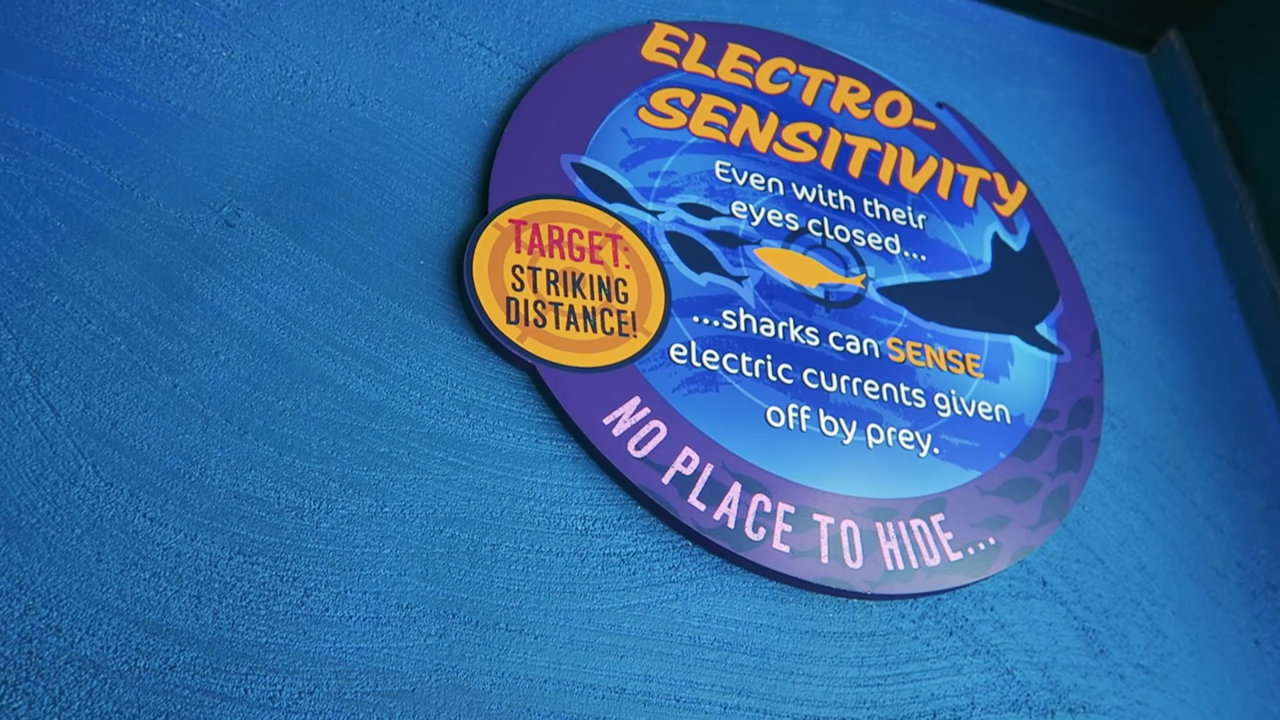 ELECTRO-
SENSITIVITY
Even with their
eyes closed...
TARGET:
STRIKING
DISTANCE!
...sharks can SENSE
electric currents given
off by prey.
NO PLACE TO HIDE...